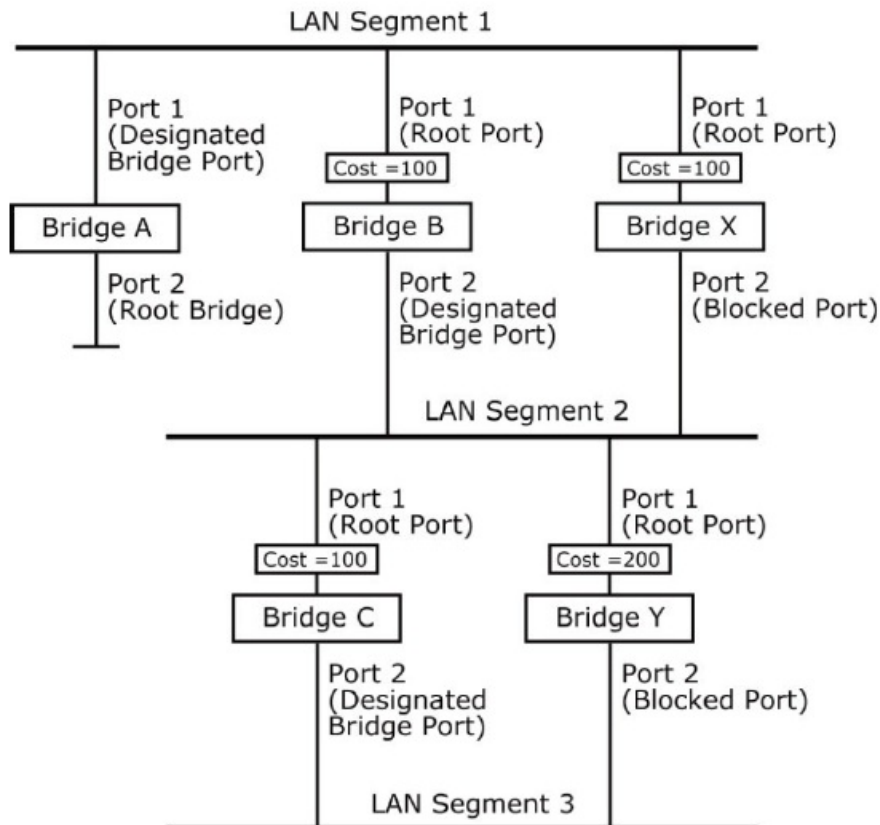 LAN Segment 1
Port 1
(Designated
Bridge Port)
Port 1
(Root Port)
Cost =100
Port 1
(Root Port)
Cost =100
Bridge A
Bridge B
Bridge X
Port 2
(Root Bridge)
Port 2
(Designated
Bridge Port)
Port 2
(Blocked Port)
LAN Segment 2
Port 1
(Root Port)
Cost =100
Port 1
(Root Port)
Cost =200
Bridge C
Bridge Y
Port 2
(Designated
Bridge Port)
Port 2
(Blocked Port)
LAN Segment 3